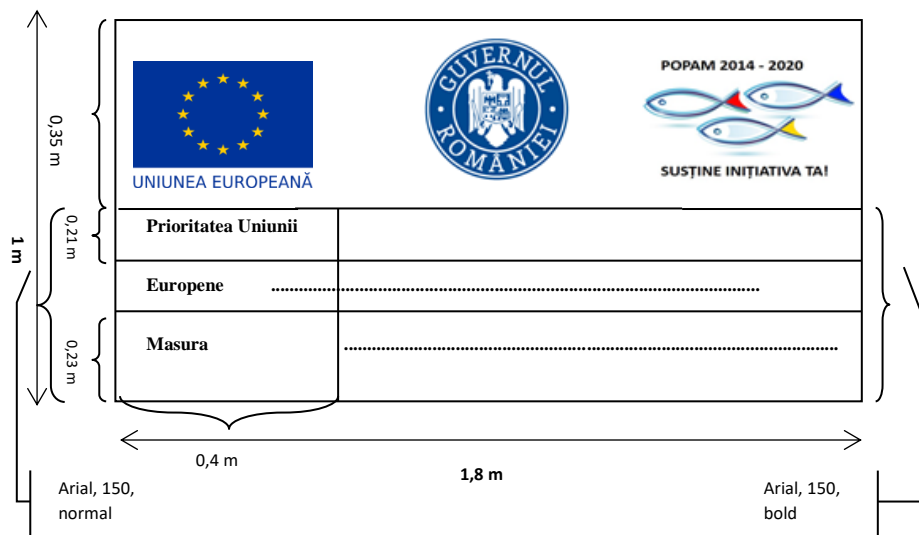 POPAM 2014 - 2020
GUVERNUL ROMÂNIEI
UNIUNEA EUROPEANĂ
SUSȚINE INIȚIATIVA TA!
0,35 m
1 m
0,21 m
Prioritatea Uniunii
Europene ................................................................................
Masura ................................................................................
0,23 m
0,4 m
1,8 m
Arial, 150,
normal
Arial, 150,
bold